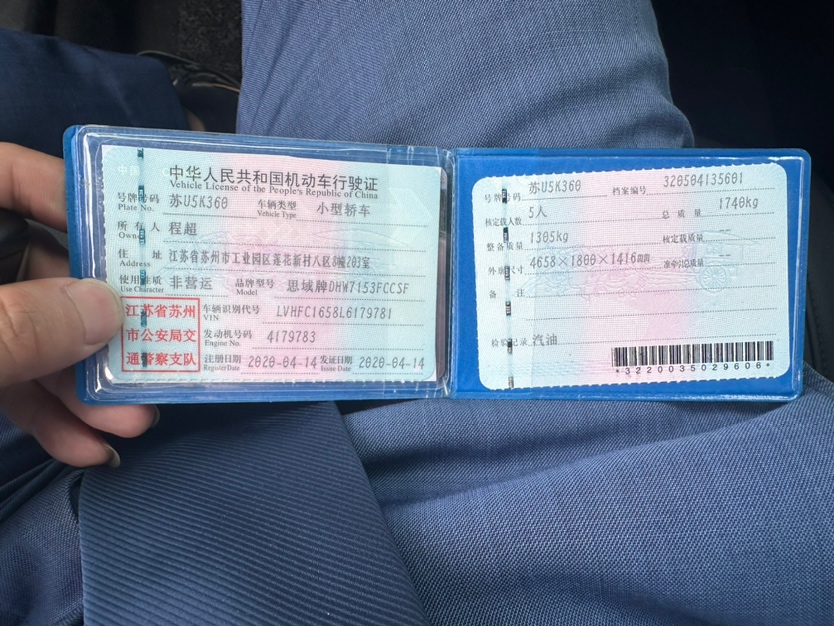 中华人民共和国机动车行驶证
Vehicle License of the People's Republic of China
号牌号码 苏U5K360 车辆类型 小型轿车
Plate No. Vehicle Type
所有人 程超
Owner
住址 江苏省苏州市工业园区莲花新村八区8幢203室
Address
使用性质 非营运 品牌型号 思域牌DHW7153FCCSF
Use Character Model
江苏省苏州
市公安局交
通警察支队
车辆识别代号 LVHFC1658L6179781
VIN
发动机号码 4179783
Engine No.
注册日期 2020-04-14 发证日期 2020-04-14
Register Date Issue Date
号牌号码 苏U5K360 档案编号 320504135601
核定载人数 5人 总质量 1740kg
整备质量 1305kg 核定载质量 --
外廓尺寸 4658×1800×1416mm 准牵引总质量 --
备注
检验记录 汽油
*3220035029606*